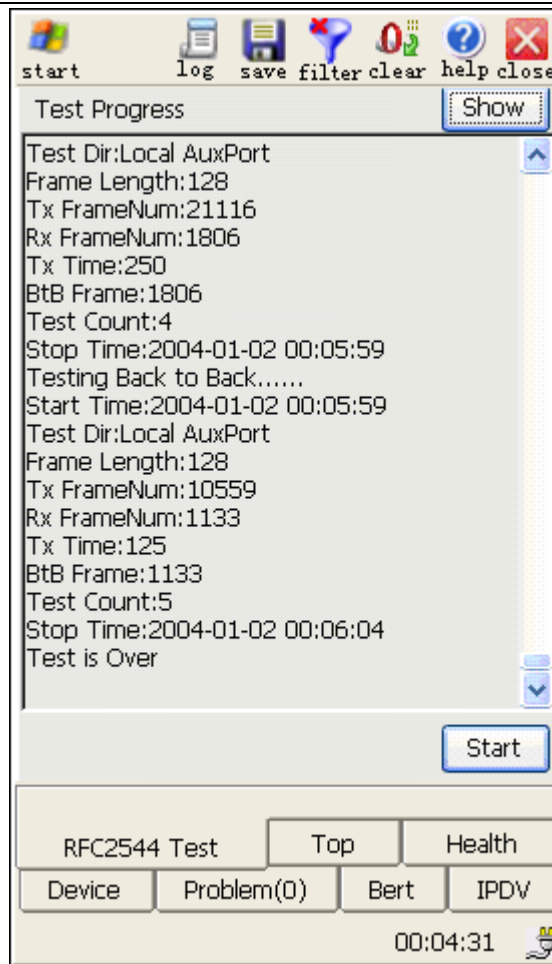 start log save filter clear help close
Test Progress Show
Test Dir:Local AuxPort
Frame Length:128
Tx FrameNum:21116
Rx FrameNum:1806
Tx Time:250
BtB Frame:1806
Test Count:4
Stop Time:2004-01-02 00:05:59
Testing Back to Back......
Start Time:2004-01-02 00:05:59
Test Dir:Local AuxPort
Frame Length:128
Tx FrameNum:10559
Rx FrameNum:1133
Tx Time:125
BtB Frame:1133
Test Count:5
Stop Time:2004-01-02 00:06:04
Test is Over
Start
RFC2544 Test Top Health
Device Problem(0) Bert IPDV
00:04:31